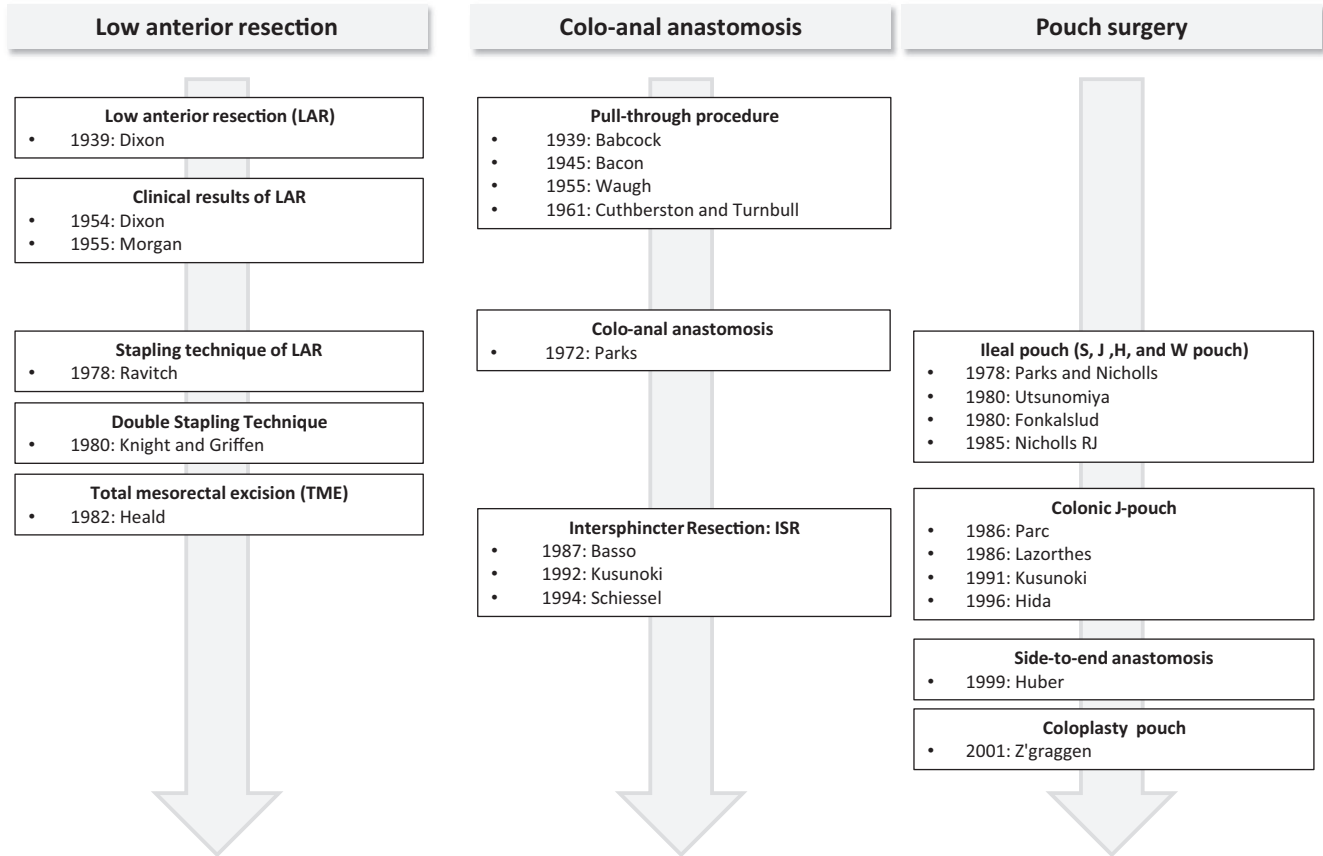 Low anterior resection
Low anterior resection (LAR)
• 1939: Dixon
Clinical results of LAR
• 1954: Dixon
• 1955: Morgan
Stapling technique of LAR
• 1978: Ravitch
Double Stapling Technique
• 1980: Knight and Griffen
Total mesorectal excision (TME)
• 1982: Heald
Colo-anal anastomosis
Pull-through procedure
• 1939: Babcock
• 1945: Bacon
• 1955: Waugh
• 1961: Cuthberston and Turnbull
Colo-anal anastomosis
• 1972: Parks
Intersphincter Resection: ISR
• 1987: Basso
• 1992: Kusunoki
• 1994: Schiessel
Pouch surgery
Ileal pouch (S, J ,H, and W pouch)
• 1978: Parks and Nicholls
• 1980: Utsunomiya
• 1980: Fonkalslud
• 1985: Nicholls RJ
Colonic J-pouch
• 1986: Parc
• 1986: Lazorthes
• 1991: Kusunoki
• 1996: Hida
Side-to-end anastomosis
• 1999: Huber
Coloplasty pouch
• 2001: Z'graggen